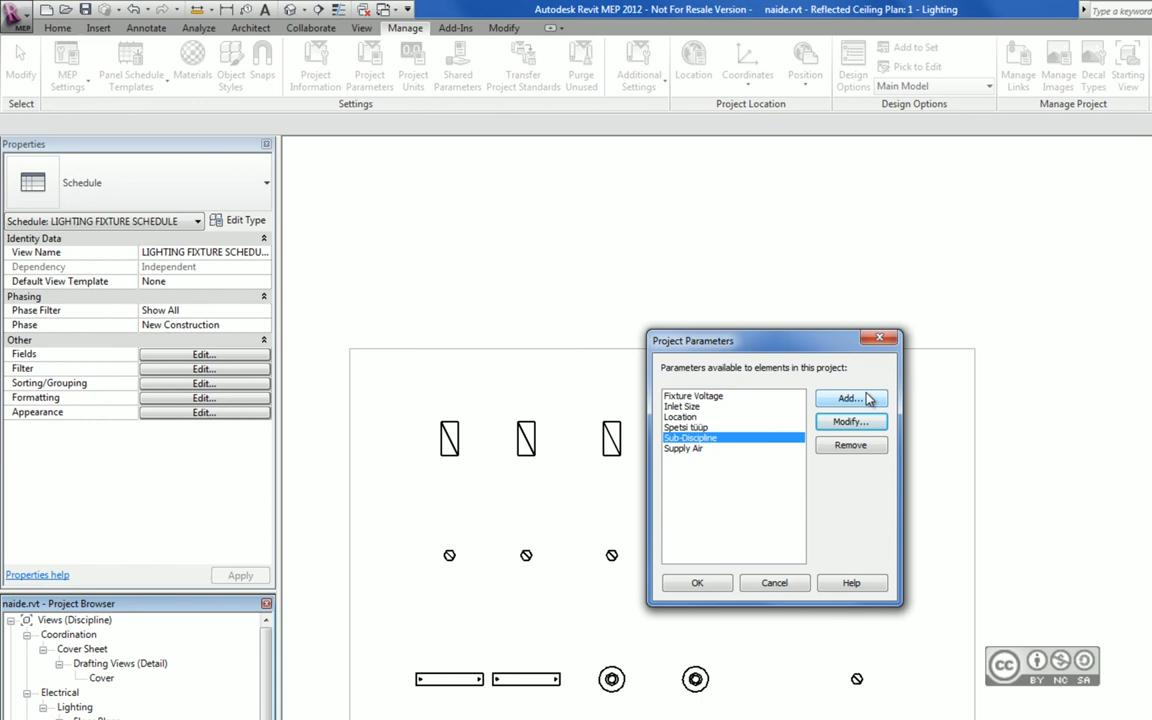 Autodesk Revit MEP 2012 - Not For Resale Version -     naide.rvt - Reflected Ceiling Plan: 1 - Lighting
Type a keyword
MEP
Home Insert Annotate Analyze Architect Collaborate View Manage Add-Ins Modify
Modify
MEP Settings
Panel Schedule Templates
Materials
Object Styles
Snaps
Project Information
Project Parameters
Project Units
Shared Parameters
Transfer Project Standards
Purge Unused
Additional Settings
Location
Coordinates
Position
Design Options
Add to Set
Pick to Edit
Main Model
Manage Links
Manage Images
Decal Types
Starting View
Select
Settings
Project Location
Design Options
Manage Project
Properties
Schedule
Schedule: LIGHTING FIXTURE SCHEDULE
Edit Type
Identity Data
View Name LIGHTING FIXTURE SCHEDU...
Dependency Independent
Default View Template None
Phasing
Phase Filter Show All
Phase New Construction
Other
Fields Edit...
Filter Edit...
Sorting/Grouping Edit...
Formatting Edit...
Appearance Edit...
Properties help
Apply
naide.rvt - Project Browser
Views (Discipline)
Coordination
Cover Sheet
Drafting Views (Detail)
Cover
Electrical
Lighting
Project Parameters
Parameters available to elements in this project:
Fixture Voltage
Inlet Size
Location
Spetsi tüüp
Sub-Discipline
Supply Air
Add...
Modify...
Remove
OK
Cancel
Help
cc
BY NC SA